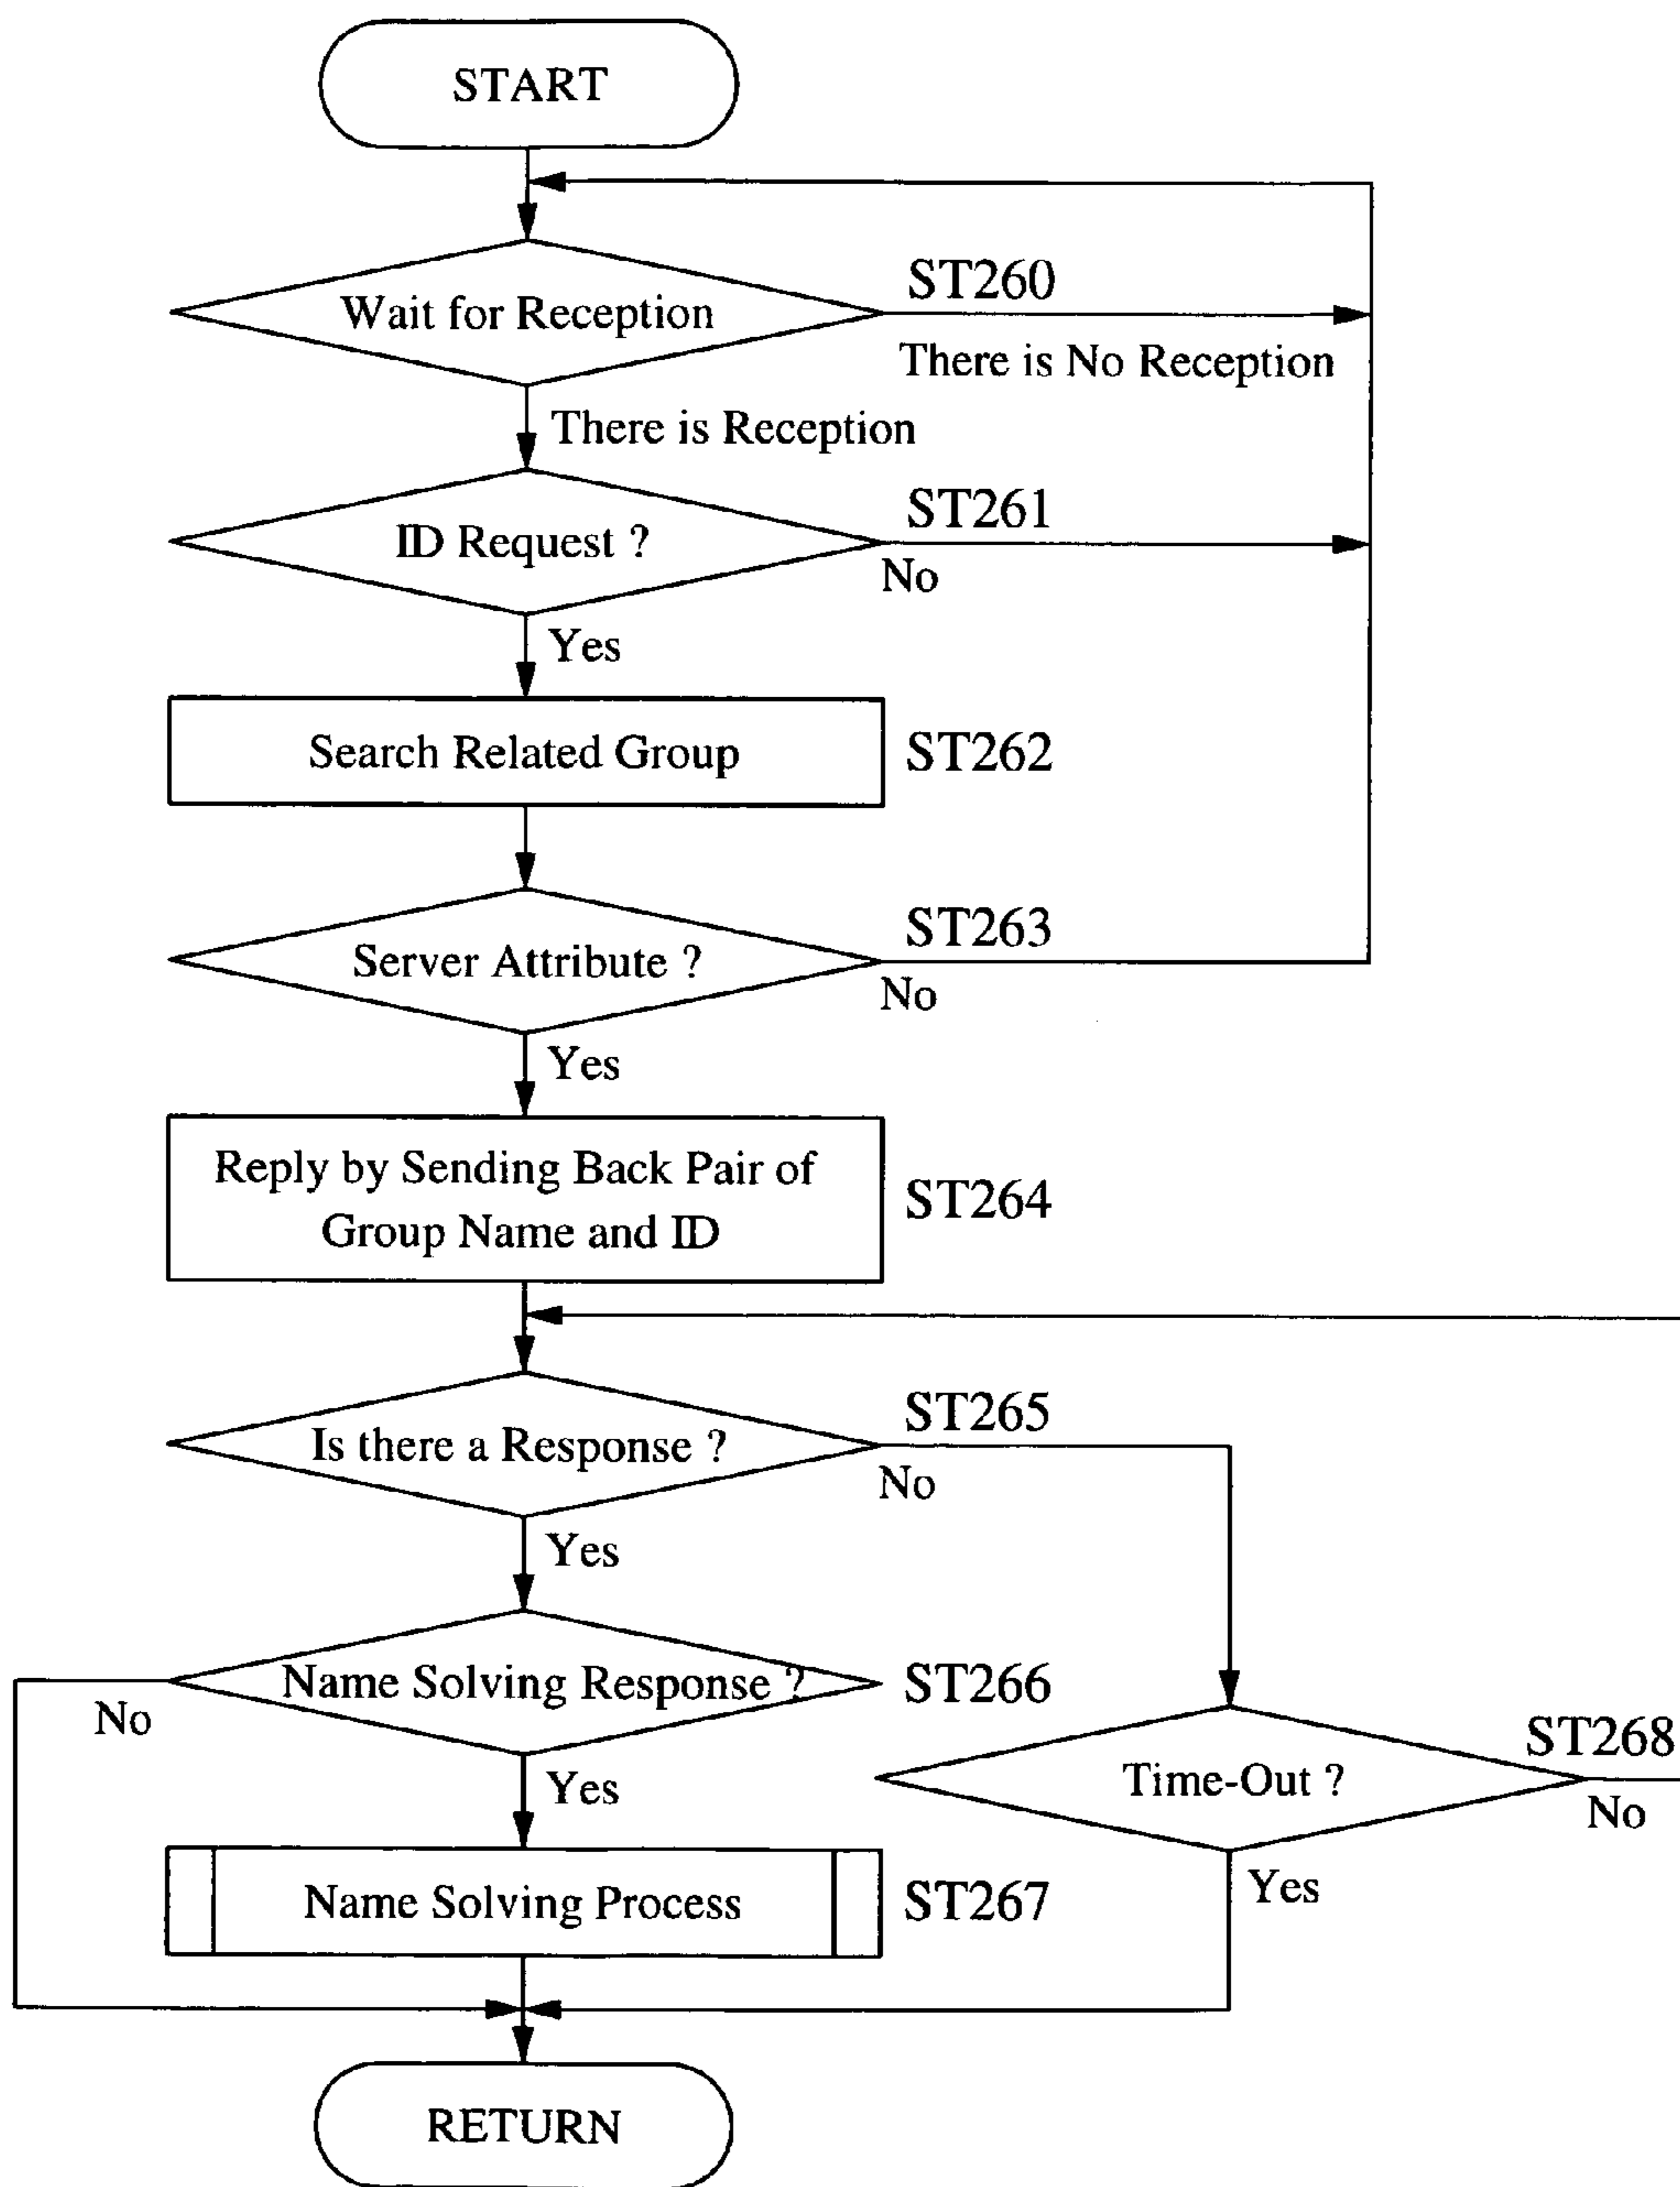 START
Wait for Reception
ST260
There is No Reception
There is Reception
ID Request ?
ST261
No
Yes
Search Related Group
ST262
Server Attribute ?
ST263
No
Yes
Reply by Sending Back Pair of
Group Name and ID
ST264
Is there a Response ?
ST265
No
Yes
Name Solving Response ?
ST266
No
Yes
Time-Out ?
ST268
No
Yes
Name Solving Process
ST267
RETURN